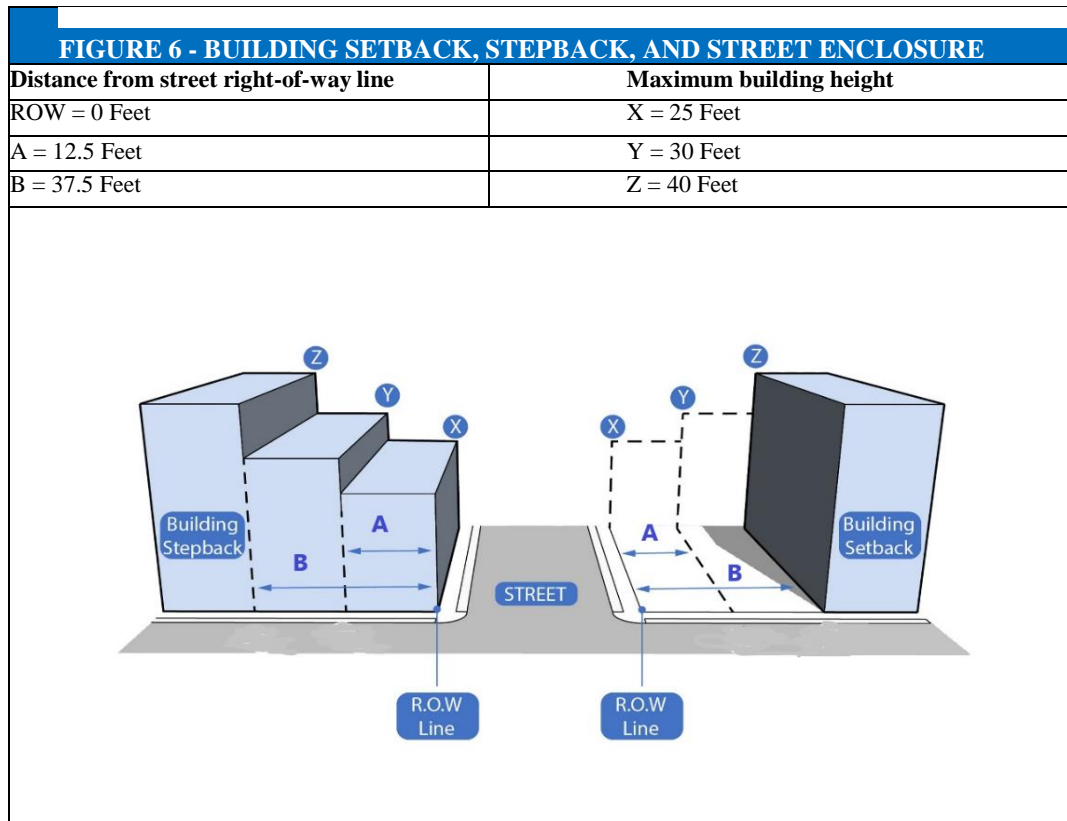 FIGURE 6 - BUILDING SETBACK, STEPBACK, AND STREET ENCLOSURE
Distance from street right-of-way line Maximum building height
ROW = 0 Feet X = 25 Feet
A = 12.5 Feet Y = 30 Feet
B = 37.5 Feet Z = 40 Feet
Z
Z
Y
Y
X
X
Building
Stepback
A
B
STREET
A
B
Building
Setback
R.O.W
Line
R.O.W
Line